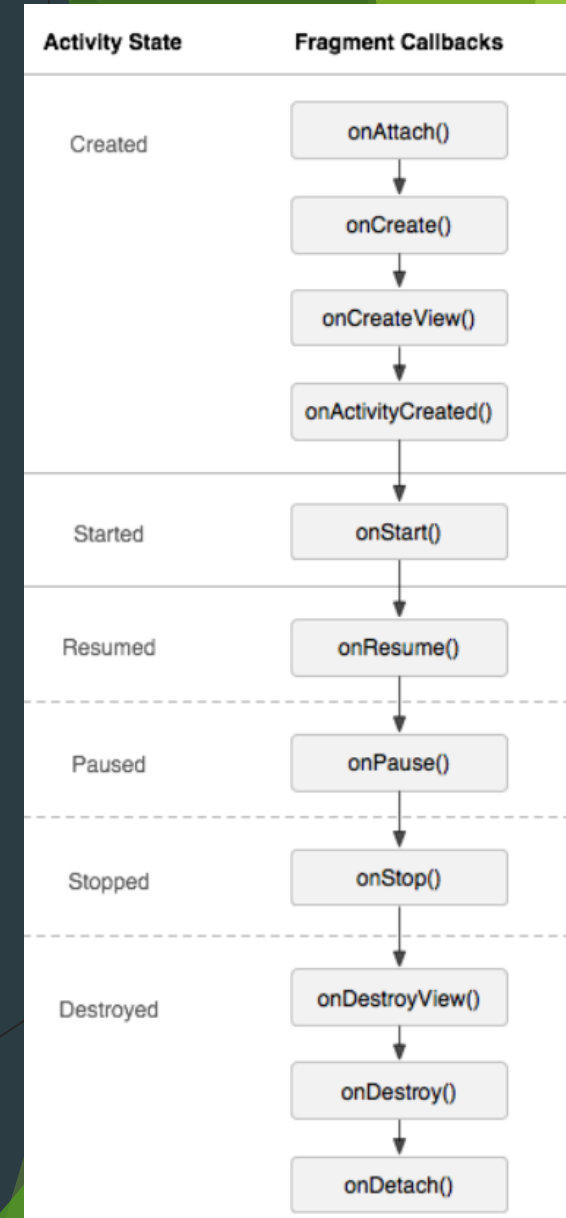 Activity State Fragment Callbacks
Created
onAttach()
onCreate()
onCreateView()
onActivityCreated()
Started
onStart()
Resumed
onResume()
Paused
onPause()
Stopped
onStop()
Destroyed
onDestroyView()
onDestroy()
onDetach()